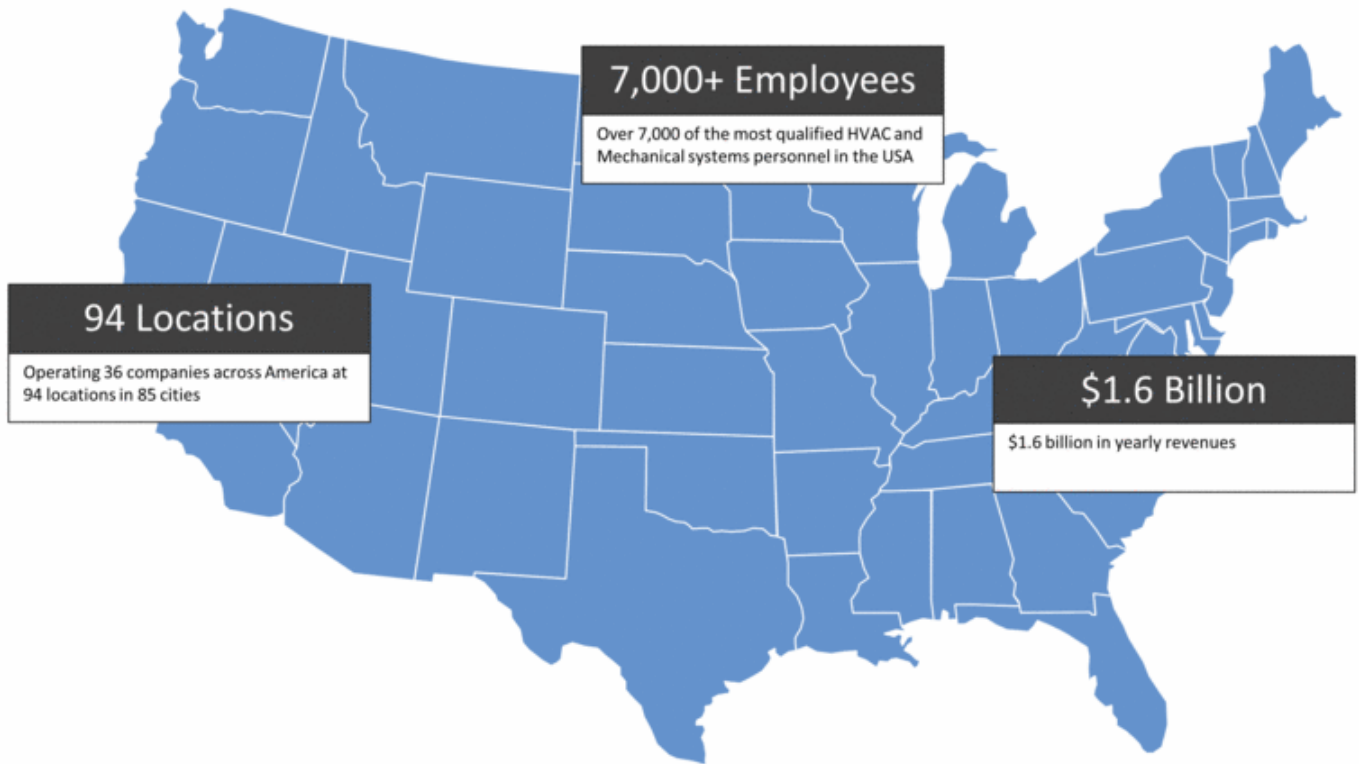 7,000+ Employees
Over 7,000 of the most qualified HVAC and
Mechanical systems personnel in the USA
94 Locations
Operating 36 companies across America at
94 locations in 85 cities
$1.6 Billion
$1.6 billion in yearly revenues